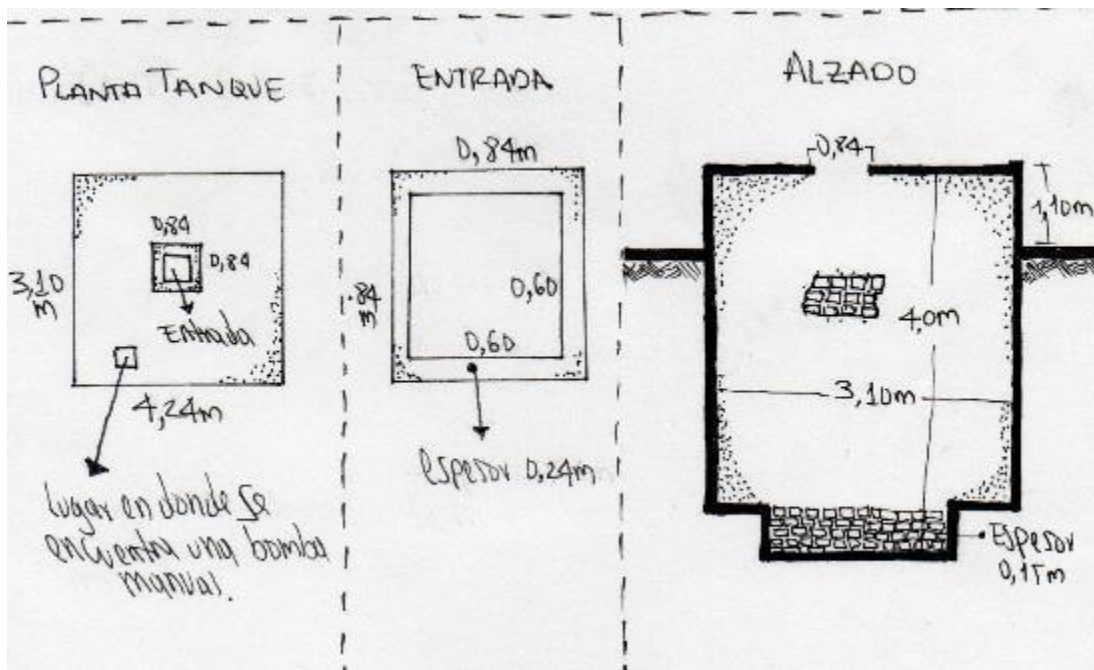 PLANTA TANQUE
0,84
0,84
3,10
m
Entrada
4,24m
lugar en donde se
encuentra una bomba
manual.
ENTRADA
0,84m
.84
m
0,60
0,60
espesor 0,24m
ALZADO
0,84
1,10m
4,0m
3,10m
Espesor
0,15m